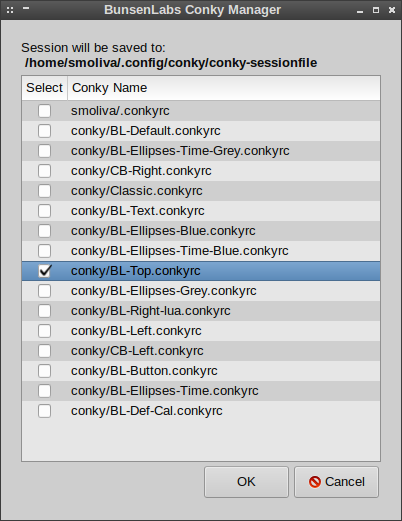 BunsenLabs Conky Manager
Session will be saved to:
/home/smoliva/.config/conky/conky-sessionfile
Select Conky Name
smoliva/.conkyrc
conky/BL-Default.conkyrc
conky/BL-Ellipses-Time-Grey.conkyrc
conky/CB-Right.conkyrc
conky/Classic.conkyrc
conky/BL-Text.conkyrc
conky/BL-Ellipses-Blue.conkyrc
conky/BL-Ellipses-Time-Blue.conkyrc
conky/BL-Top.conkyrc
conky/BL-Ellipses-Grey.conkyrc
conky/BL-Right-lua.conkyrc
conky/BL-Left.conkyrc
conky/CB-Left.conkyrc
conky/BL-Button.conkyrc
conky/BL-Ellipses-Time.conkyrc
conky/BL-Def-Cal.conkyrc
OK Cancel